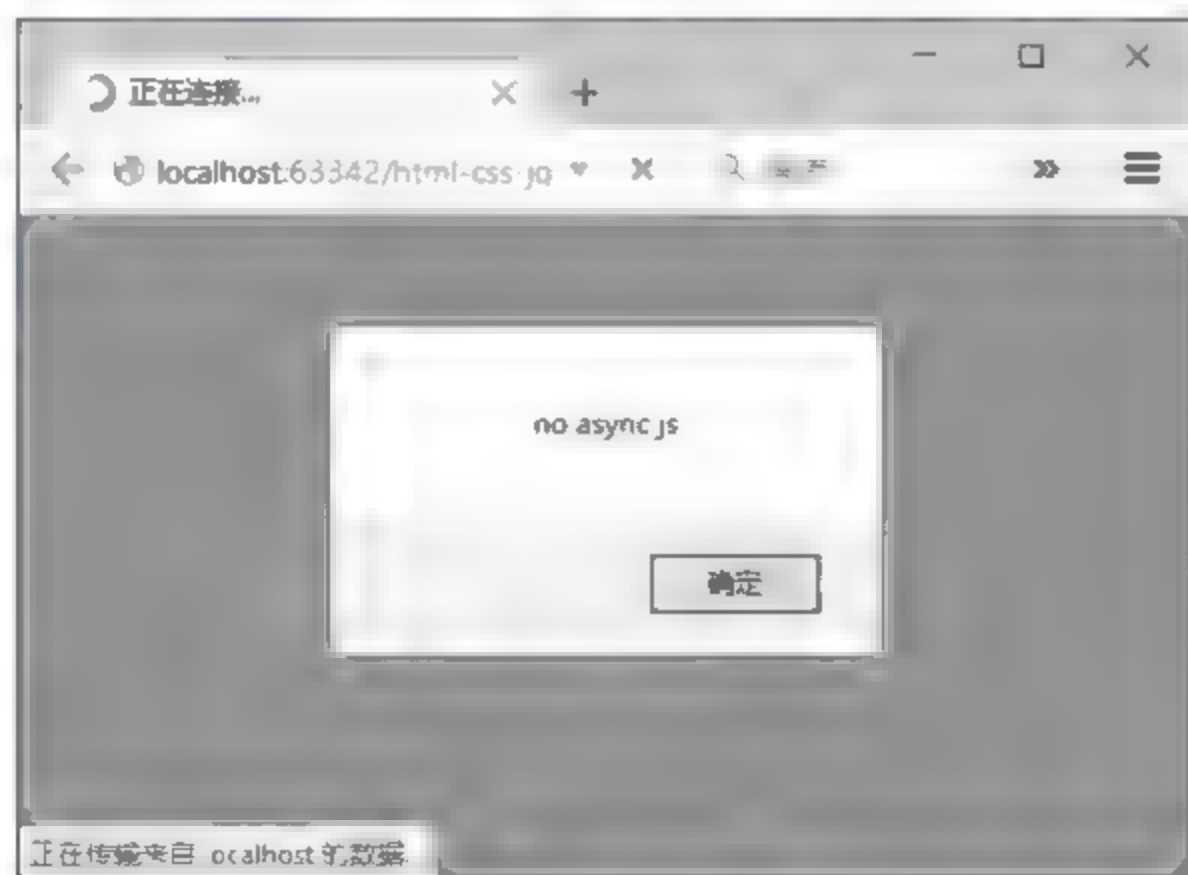 正在连接...
localhost:63342/html-css-jq
no async js
确定
正在传输来自 localhost 的数据